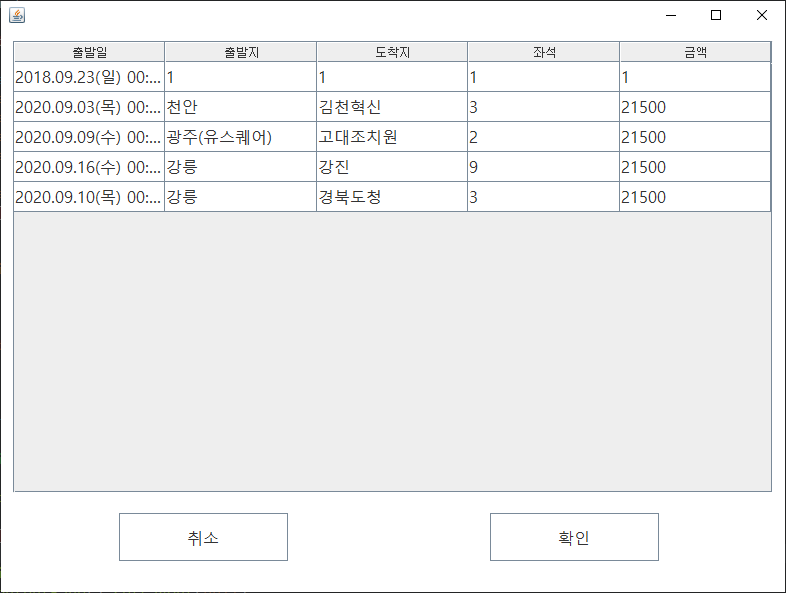 출발일 출발지 도착지 좌석 금액
2018.09.23(일) 00:... 1 1 1 1
2020.09.03(목) 00:... 천안 김천혁신 3 21500
2020.09.09(수) 00:... 광주(유스퀘어) 고대조치원 2 21500
2020.09.16(수) 00:... 강릉 강진 9 21500
2020.09.10(목) 00:... 강릉 경북도청 3 21500
취소 확인